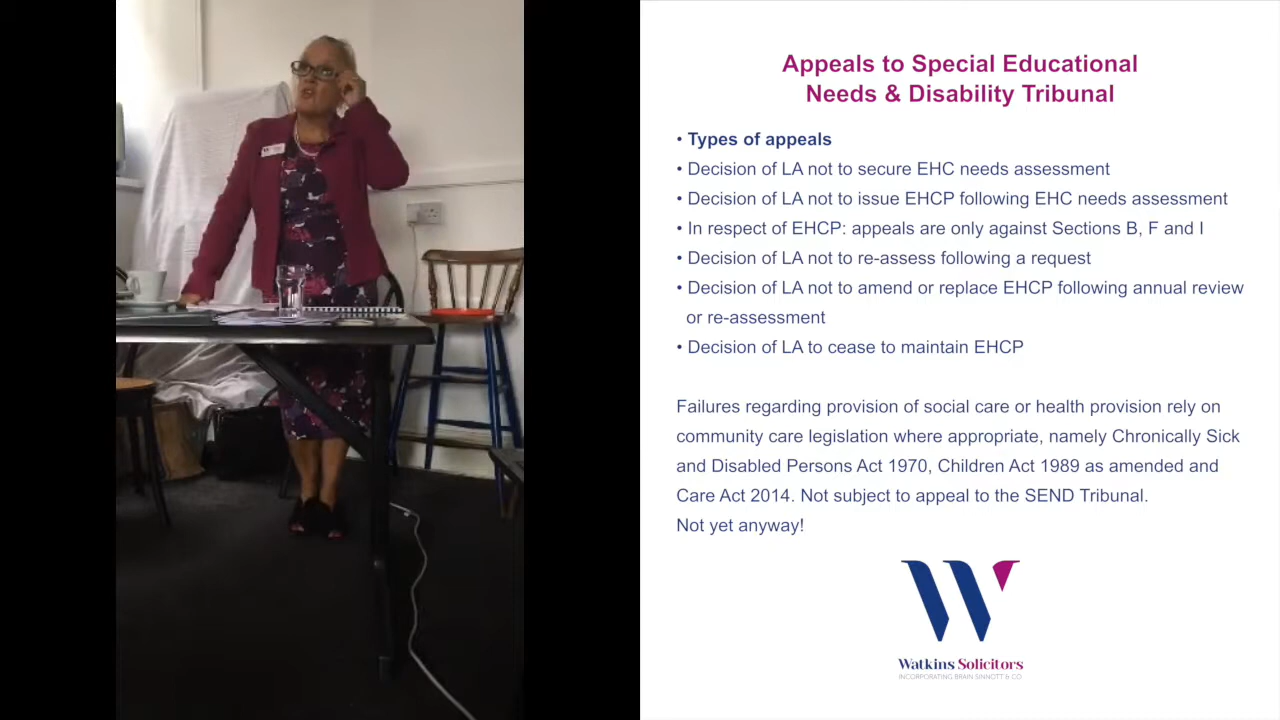 Appeals to Special Educational
Needs & Disability Tribunal
• Types of appeals
• Decision of LA not to secure EHC needs assessment
• Decision of LA not to issue EHCP following EHC needs assessment
• In respect of EHCP: appeals are only against Sections B, F and I
• Decision of LA not to re-assess following a request
• Decision of LA not to amend or replace EHCP following annual review
or re-assessment
• Decision of LA to cease to maintain EHCP
Failures regarding provision of social care or health provision rely on
community care legislation where appropriate, namely Chronically Sick
and Disabled Persons Act 1970, Children Act 1989 as amended and
Care Act 2014. Not subject to appeal to the SEND Tribunal.
Not yet anyway!
W
Watkins Solicitors
INCORPORATING BRAIN SINNOTT & CO